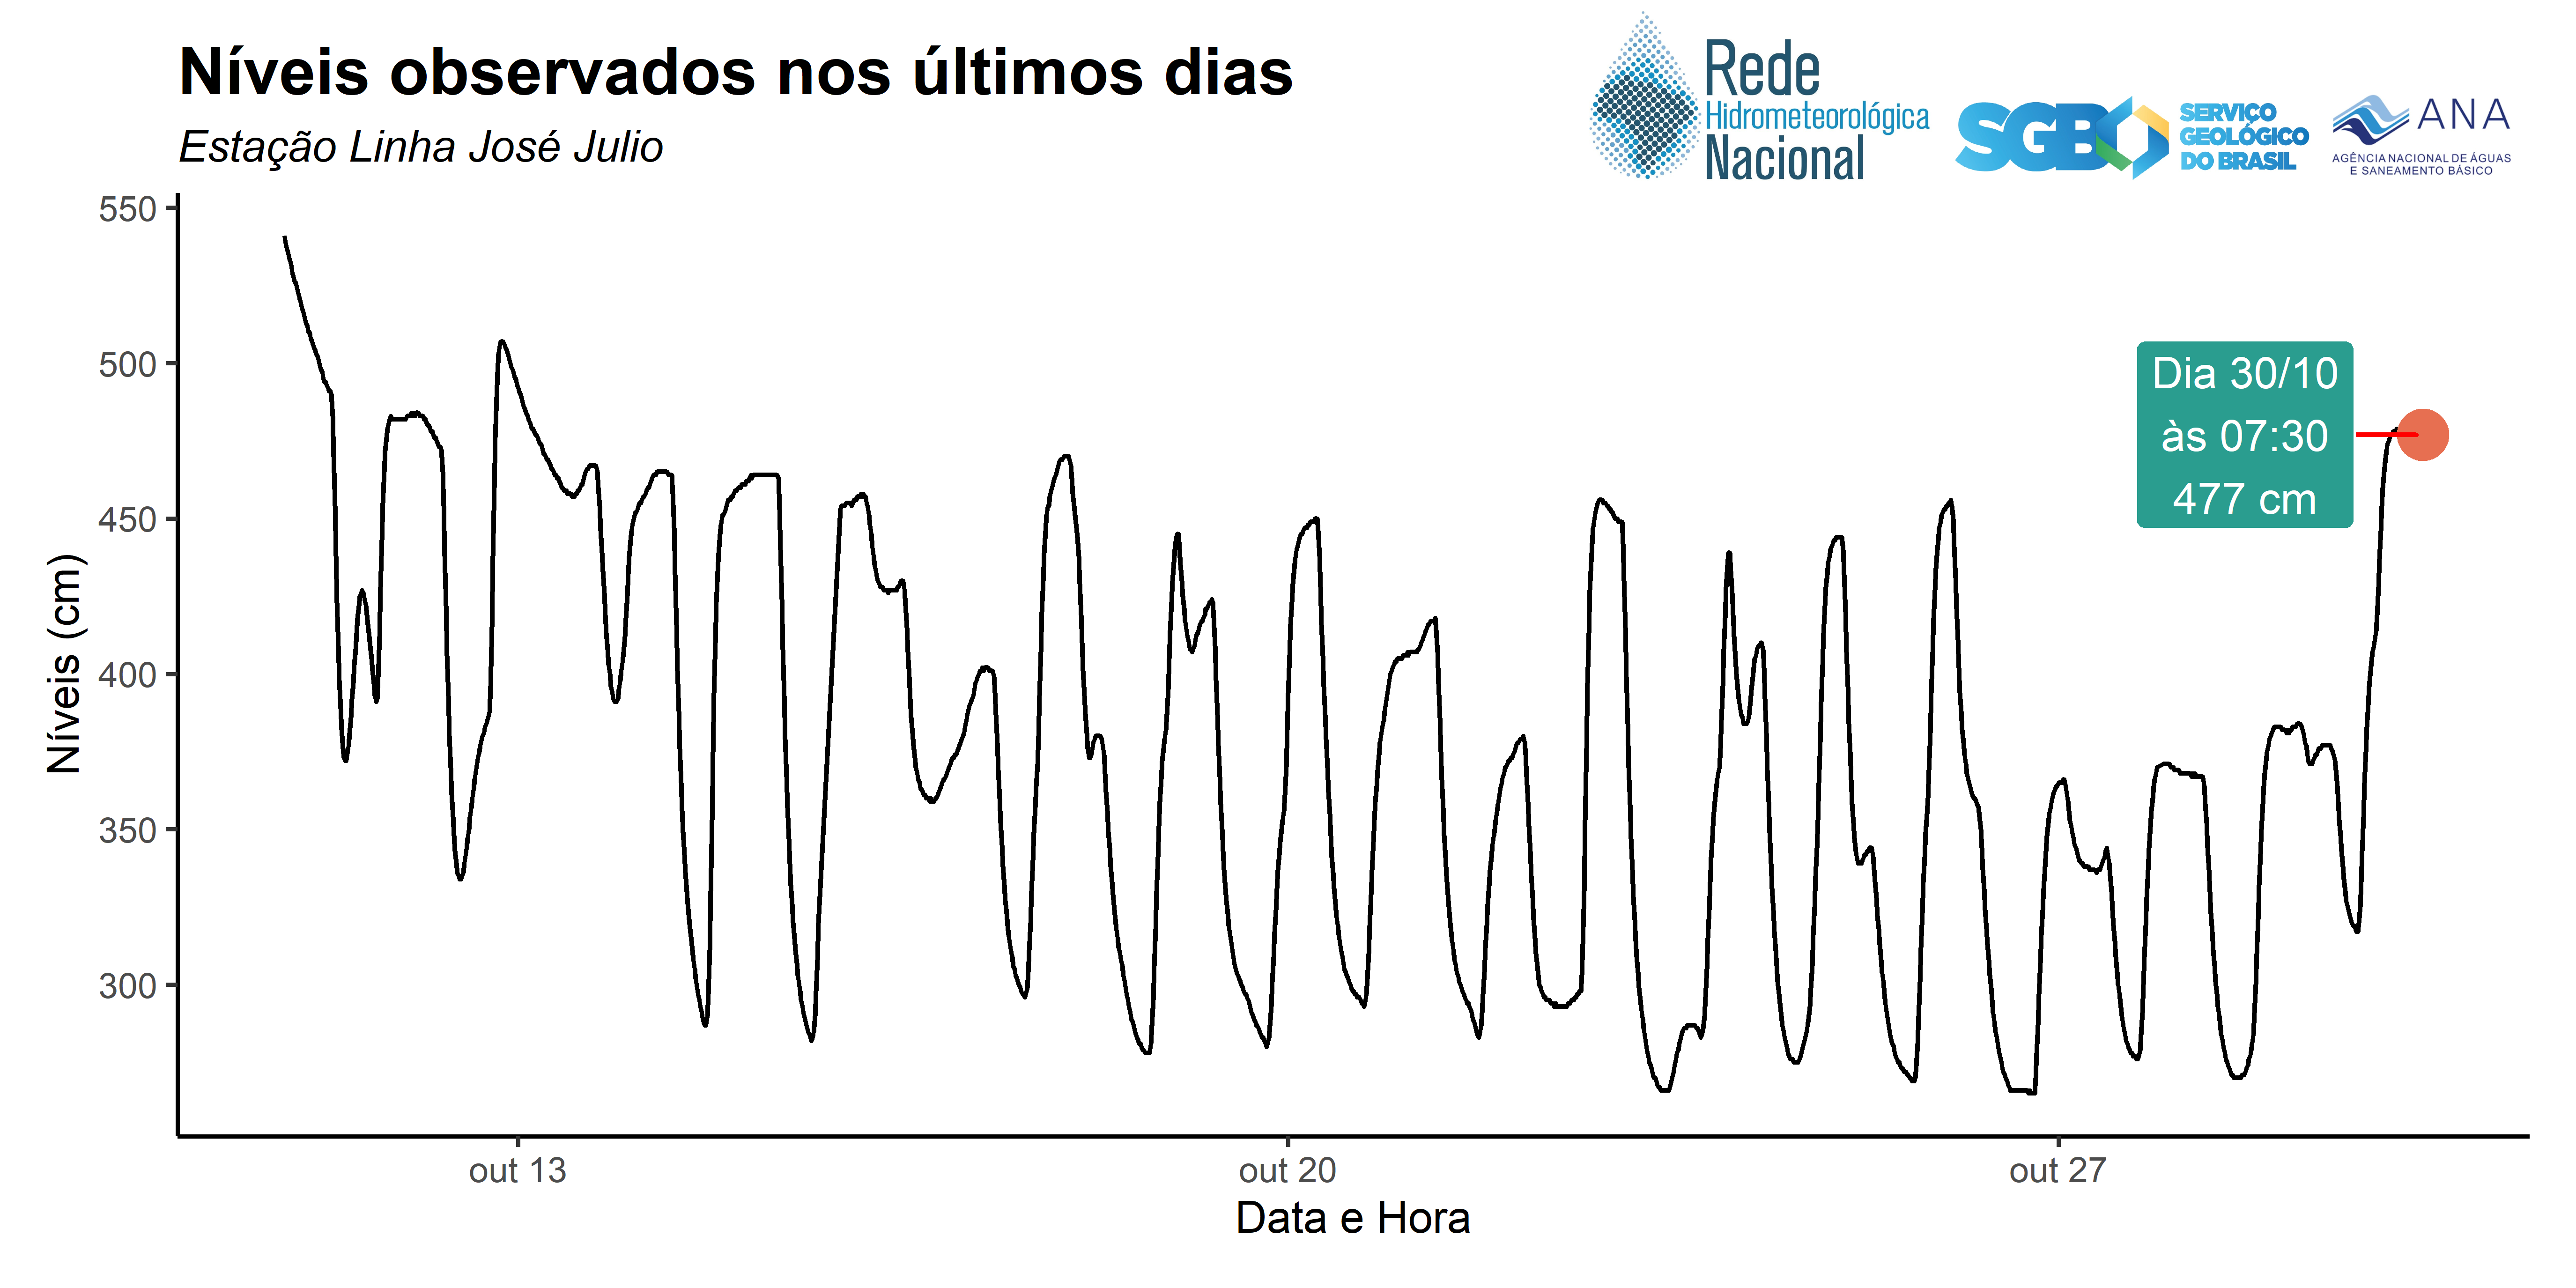 Níveis observados nos últimos dias
Estação Linha José Julio
Rede
Hidrometeorológica
Nacional
SGB
SERVIÇO
GEOLÓGICO
DO BRASIL
ANA
AGÊNCIA NACIONAL DE ÁGUAS
E SANEAMENTO BÁSICO
550
500
450
400
350
300
Níveis (cm)
Dia 30/10
às 07:30
477 cm
out 13
out 20
out 27
Data e Hora